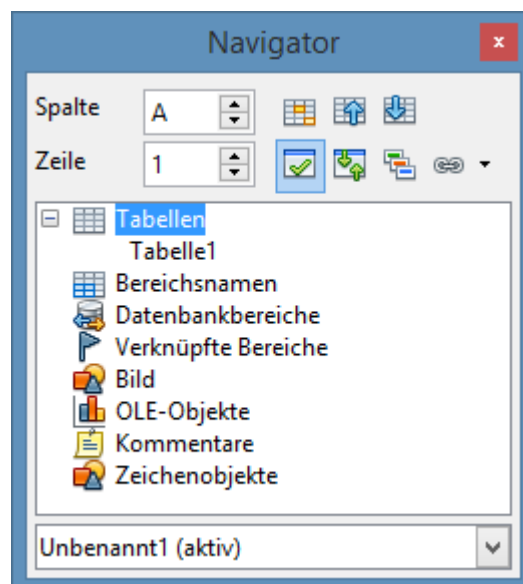 Navigator
Spalte A
Zeile 1
Tabellen
Tabelle1
Bereichsnamen
Datenbankbereiche
Verknüpfte Bereiche
Bild
OLE-Objekte
Kommentare
Zeichenobjekte
Unbenannt1 (aktiv)